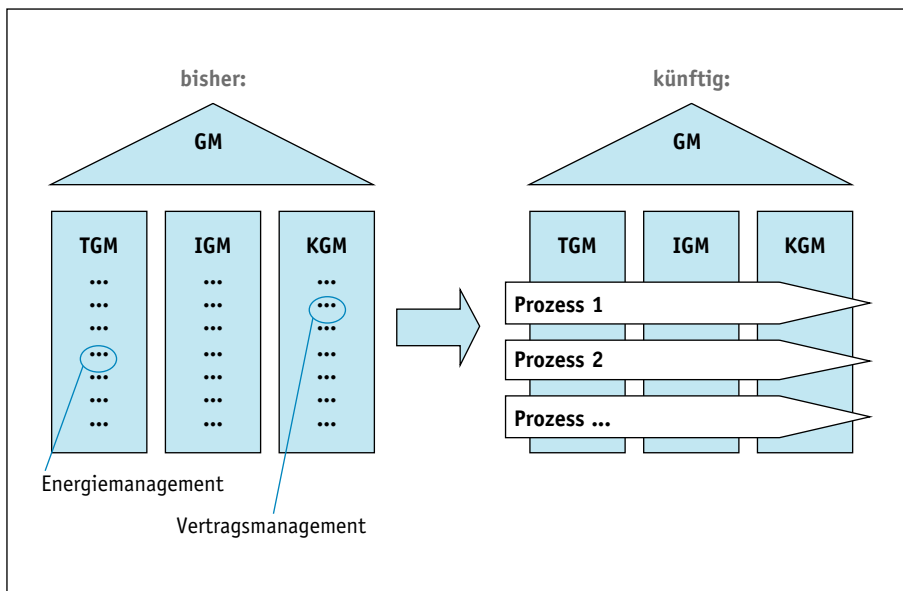 bisher:
GM
TGM
IGM
KGM
... ... ...
... ... ...
... ... ...
... ... ...
... ... ...
... ... ...
... ... ...
Energiemanagement
Vertragsmanagement
künftig:
GM
TGM
IGM
KGM
Prozess 1
Prozess 2
Prozess ...